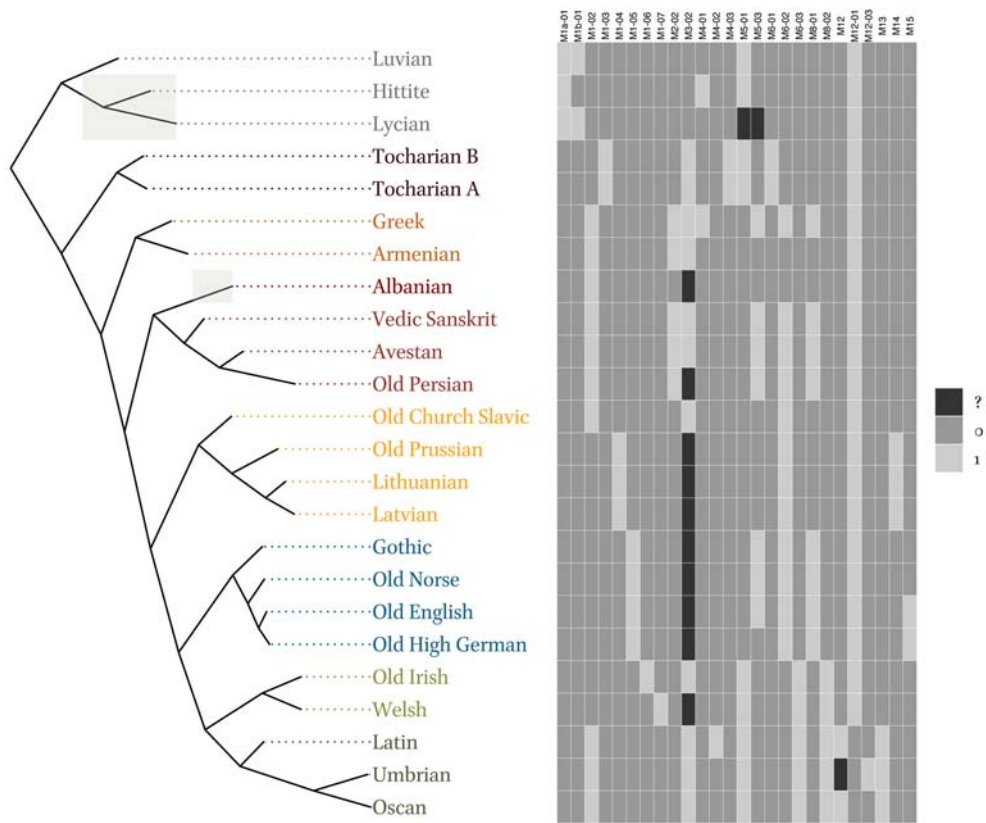 M1a-01
M1b-01
M1-02
M1-03
M1-04
M1-05
M1-06
M1-07
M2-02
M3-02
M4-01
M4-02
M4-03
M5-01
M5-03
M6-01
M6-02
M6-03
M8-01
M8-02
M12
M12-01
M12-03
M13
M14
M15
Luvian
Hittite
Lycian
Tocharian B
Tocharian A
Greek
Armenian
Albanian
Vedic Sanskrit
Avestan
Old Persian
Old Church Slavic
Old Prussian
Lithuanian
Latvian
Gothic
Old Norse
Old English
Old High German
Old Irish
Welsh
Latin
Umbrian
Oscan
?
0
1